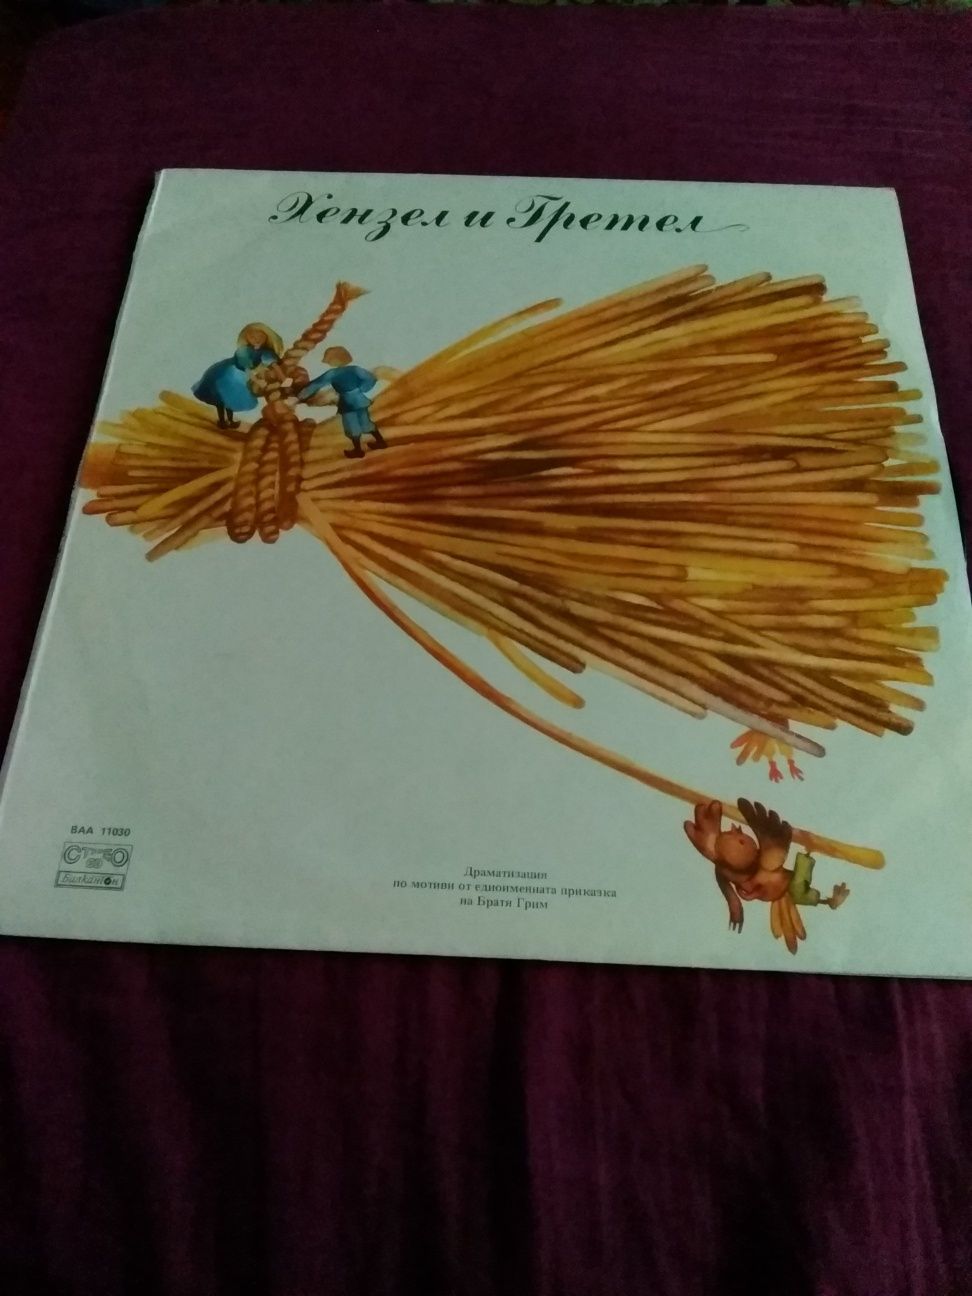 Хензел и Гретел
ВАА 11030
СТЕРЕО
Балкантон
Драматизация
по мотиви от едноименната приказка
на Братя Грим